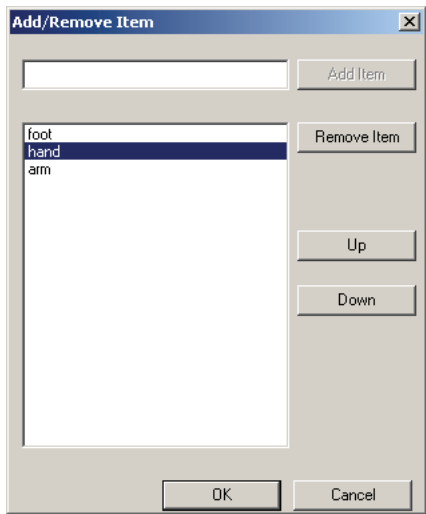 Add/Remove Item
Add Item
foot
hand
arm
Remove Item
Up
Down
OK
Cancel